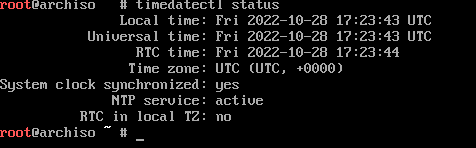 root@archiso ~ # timedatectl status
Local time: Fri 2022-10-28 17:23:43 UTC
Universal time: Fri 2022-10-28 17:23:43 UTC
RTC time: Fri 2022-10-28 17:23:44
Time zone: UTC (UTC, +0000)
System clock synchronized: yes
NTP service: active
RTC in local TZ: no
root@archiso ~ # _